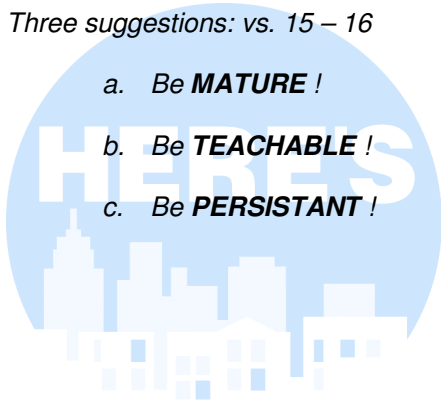 Three suggestions: vs. 15 – 16
a. Be MATURE !
HERE'S
b. Be TEACHABLE !
c. Be PERSISTANT !